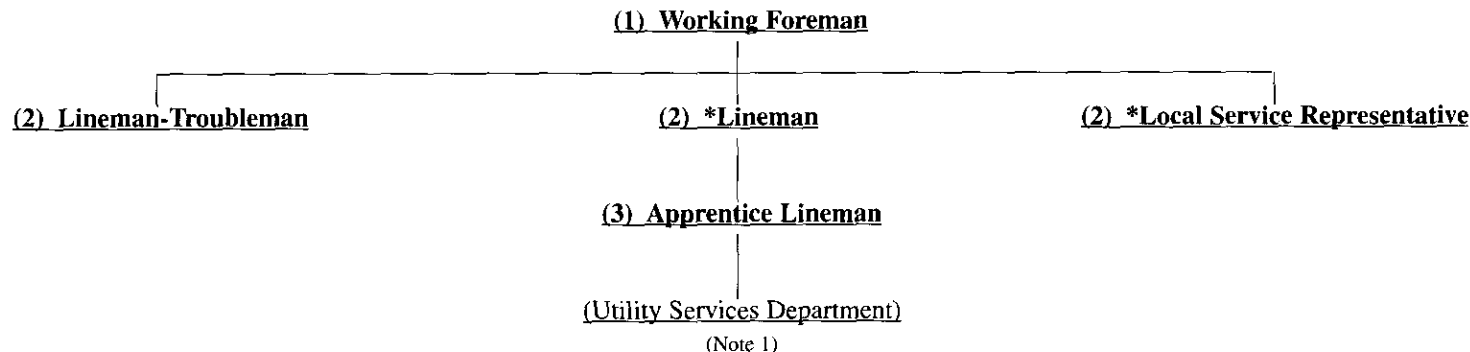 (1) Working Foreman
(2) Lineman-Troubleman (2) *Lineman (2) *Local Service Representative
(3) Apprentice Lineman
(Utility Services Department)
(Note 1)